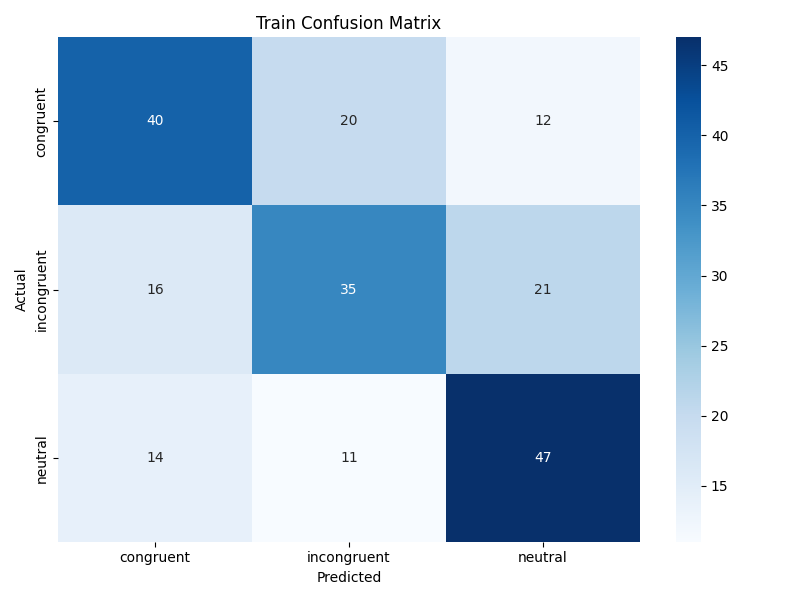 Train Confusion Matrix
Actual
congruent
incongruent
neutral
40 20 12
16 35 21
14 11 47
congruent incongruent neutral
Predicted
45
40
35
30
25
20
15